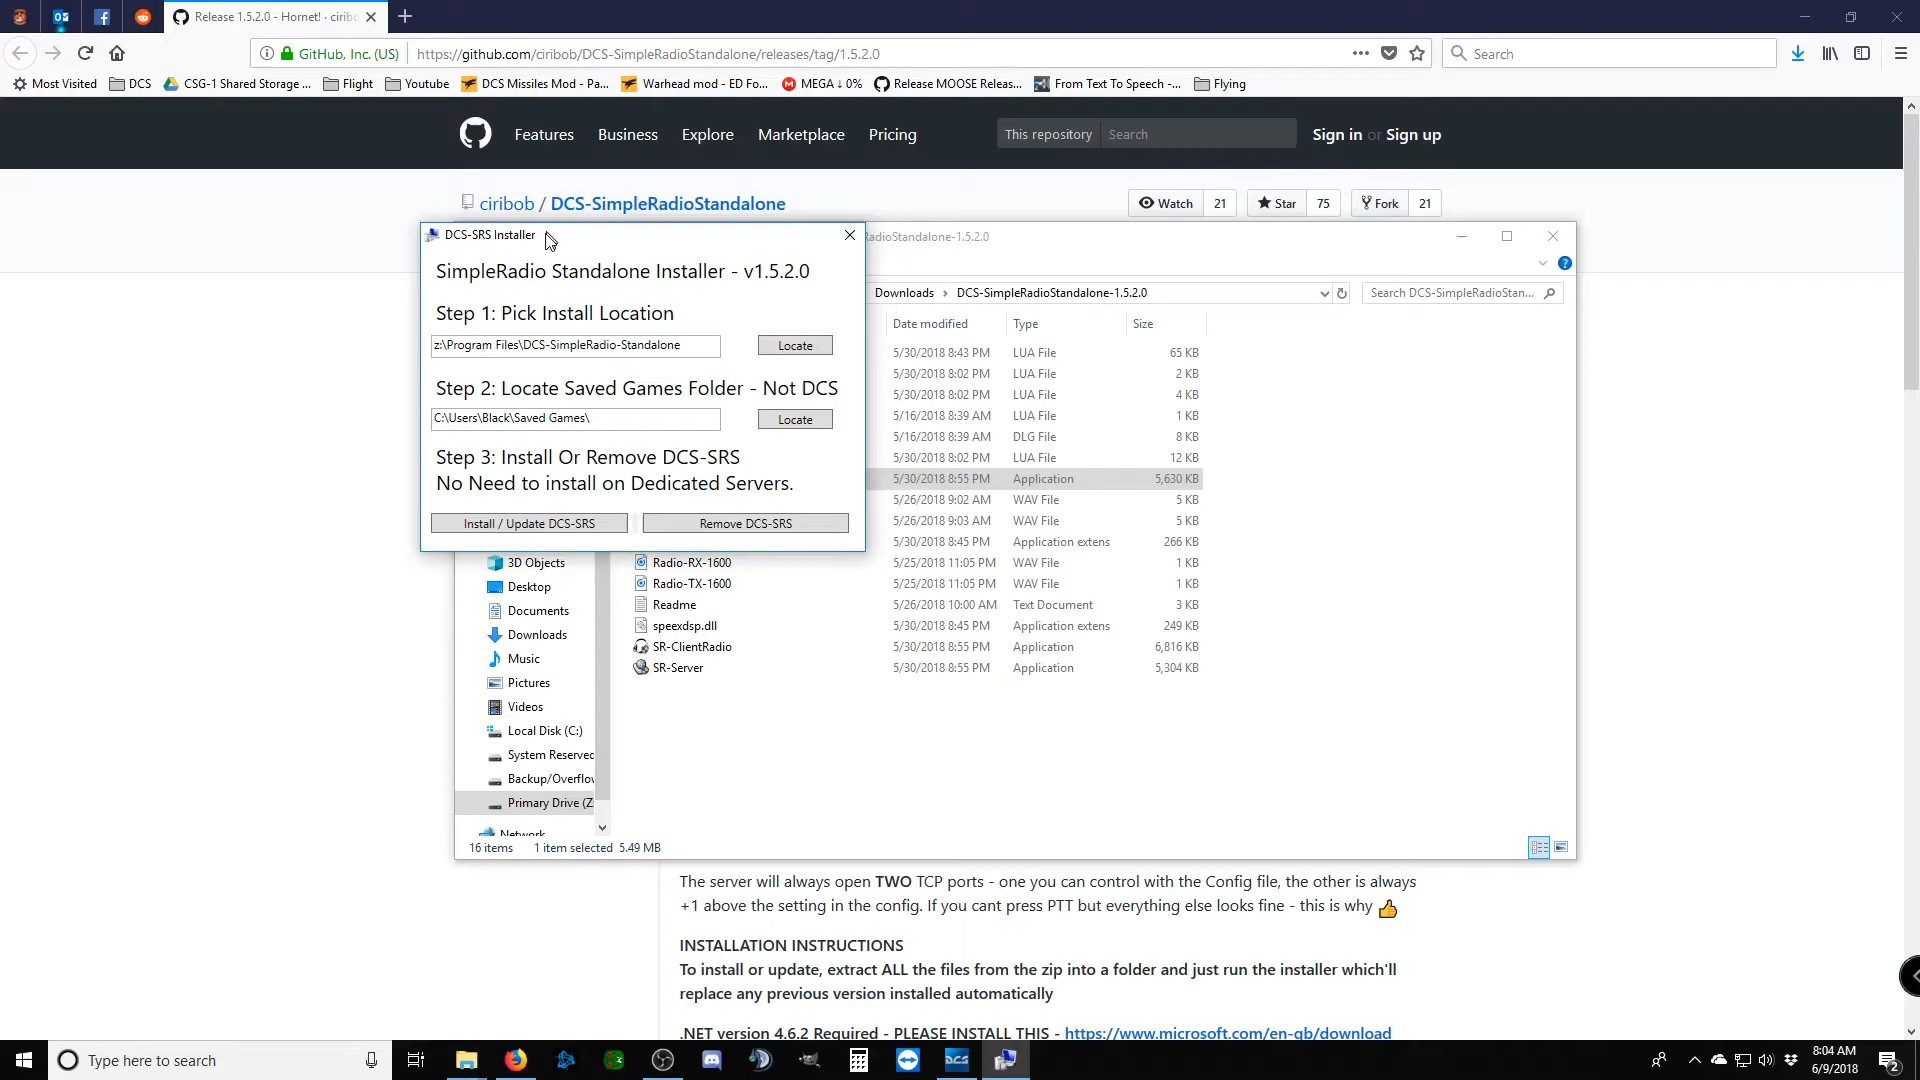 Release 1.5.2.0 - Hornet! · cirib
GitHub, Inc. (US)
https://github.com/ciribob/DCS-SimpleRadioStandalone/releases/tag/1.5.2.0
Search
Most Visited
DCS
CSG-1 Shared Storage ...
Flight
Youtube
DCS Missiles Mod - Pa...
Warhead mod - ED Fo...
MEGA ↓ 0%
Release MOOSE Releas...
From Text To Speech -...
Flying
Features
Business
Explore
Marketplace
Pricing
This repository
Search
Sign in or Sign up
ciribob / DCS-SimpleRadioStandalone
Watch 21
Star 75
Fork 21
DCS-SRS Installer
SimpleRadio Standalone Installer - v1.5.2.0
Step 1: Pick Install Location
z:\Program Files\DCS-SimpleRadio-Standalone
Locate
Step 2: Locate Saved Games Folder - Not DCS
C:\Users\Black\Saved Games\
Locate
Step 3: Install Or Remove DCS-SRS
No Need to install on Dedicated Servers.
Install / Update DCS-SRS
Remove DCS-SRS
adioStandalone-1.5.2.0
Downloads › DCS-SimpleRadioStandalone-1.5.2.0
Search DCS-SimpleRadioStan...
Date modified Type Size
5/30/2018 8:43 PM LUA File 65 KB
5/30/2018 8:02 PM LUA File 2 KB
5/30/2018 8:02 PM LUA File 4 KB
5/16/2018 8:39 AM LUA File 1 KB
5/16/2018 8:39 AM DLG File 8 KB
5/30/2018 8:02 PM LUA File 12 KB
5/30/2018 8:55 PM Application 5,630 KB
5/26/2018 9:02 AM WAV File 5 KB
5/26/2018 9:03 AM WAV File 5 KB
5/30/2018 8:45 PM Application extens 266 KB
Radio-RX-1600 5/25/2018 11:05 PM WAV File 1 KB
Radio-TX-1600 5/25/2018 11:05 PM WAV File 1 KB
Readme 5/26/2018 10:00 AM Text Document 3 KB
speexdsp.dll 5/30/2018 8:45 PM Application extens 249 KB
SR-ClientRadio 5/30/2018 8:55 PM Application 6,816 KB
SR-Server 5/30/2018 8:55 PM Application 5,304 KB
3D Objects
Desktop
Documents
Downloads
Music
Pictures
Videos
Local Disk (C:)
System Reserved
Backup/Overflow
Primary Drive (Z
Network
16 items 1 item selected 5.49 MB
The server will always open TWO TCP ports - one you can control with the Config file, the other is always
+1 above the setting in the config. If you cant press PTT but everything else looks fine - this is why
INSTALLATION INSTRUCTIONS
To install or update, extract ALL the files from the zip into a folder and just run the installer which'll
replace any previous version installed automatically
.NET version 4.6.2 Required - PLEASE INSTALL THIS - https://www.microsoft.com/en-gb/download
Type here to search
DCS
8:04 AM
6/9/2018
2